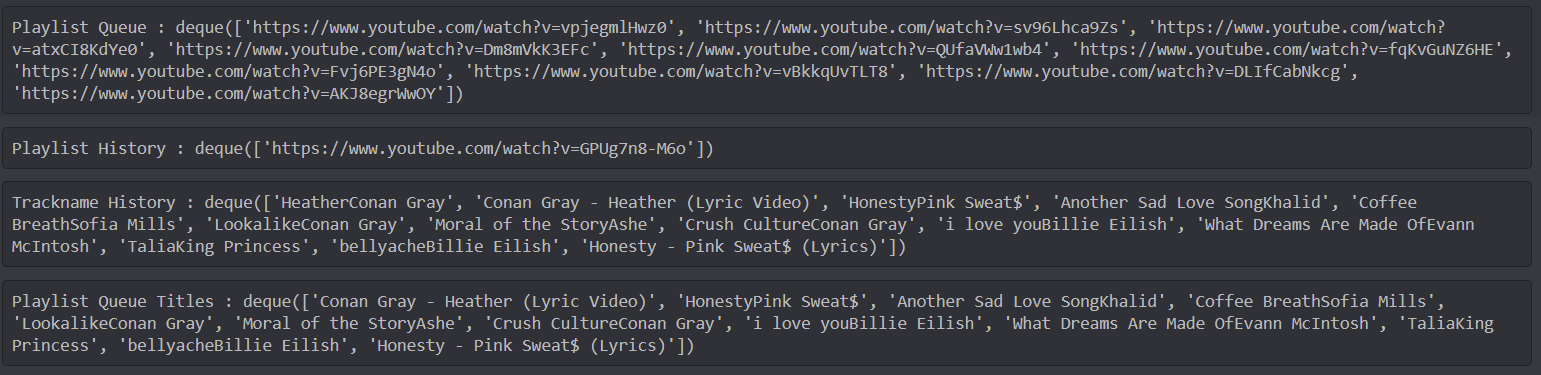 Playlist Queue : deque(['https://www.youtube.com/watch?v=vpjegmlHwz0', 'https://www.youtube.com/watch?v=sv96Lhca9Zs', 'https://www.youtube.com/watch?
v=atxCI8KdYe0', 'https://www.youtube.com/watch?v=Dm8mVkK3EFc', 'https://www.youtube.com/watch?v=QUfaVWw1wb4', 'https://www.youtube.com/watch?v=fqKvGuNZ6HE',
'https://www.youtube.com/watch?v=Fvj6PE3gN4o', 'https://www.youtube.com/watch?v=vBkkqUvTLT8', 'https://www.youtube.com/watch?v=DLIfCabNkcg',
'https://www.youtube.com/watch?v=AKJ8egrWwOY'])
Playlist History : deque(['https://www.youtube.com/watch?v=GPUg7n8-M6o'])
Trackname History : deque(['HeatherConan Gray', 'Conan Gray - Heather (Lyric Video)', 'HonestyPink Sweat$', 'Another Sad Love SongKhalid', 'Coffee
BreathSofia Mills', 'LookalikeConan Gray', 'Moral of the StoryAshe', 'Crush CultureConan Gray', 'i love youBillie Eilish', 'What Dreams Are Made OfEvann
McIntosh', 'TaliaKing Princess', 'bellyacheBillie Eilish', 'Honesty - Pink Sweat$ (Lyrics)'])
Playlist Queue Titles : deque(['Conan Gray - Heather (Lyric Video)', 'HonestyPink Sweat$', 'Another Sad Love SongKhalid', 'Coffee BreathSofia Mills',
'LookalikeConan Gray', 'Moral of the StoryAshe', 'Crush CultureConan Gray', 'i love youBillie Eilish', 'What Dreams Are Made OfEvann McIntosh', 'TaliaKing
Princess', 'bellyacheBillie Eilish', 'Honesty - Pink Sweat$ (Lyrics)'])